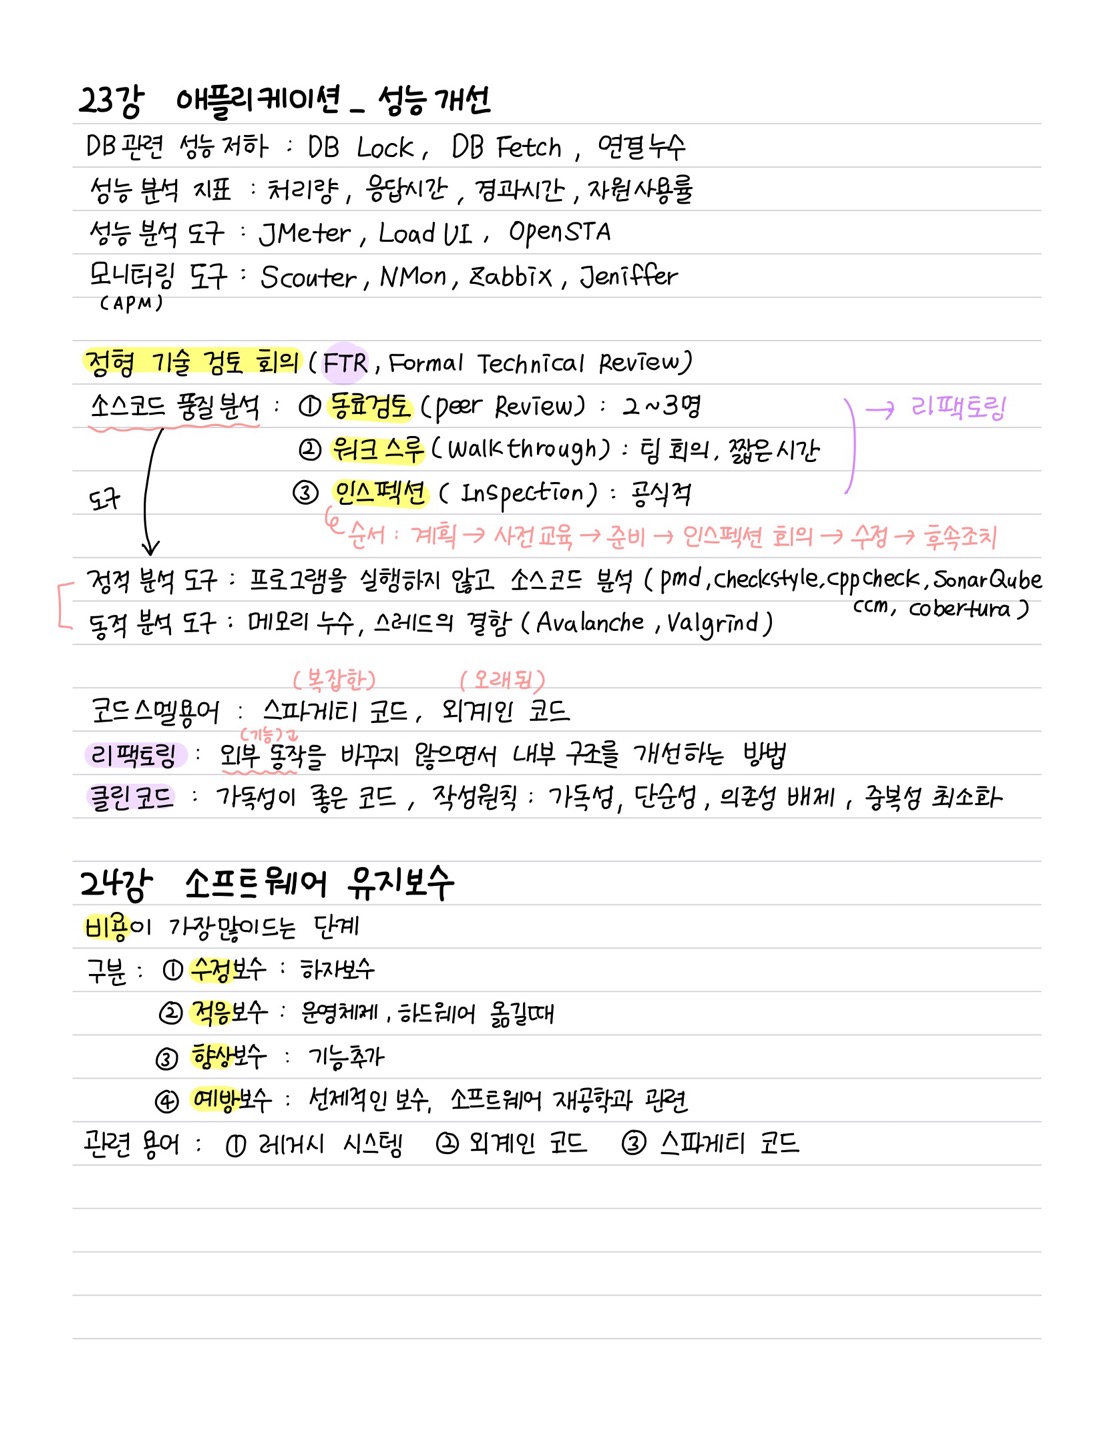 23강 애플리케이션 _ 성능 개선
DB관련 성능 저하 : DB Lock, DB Fetch, 연결누수
성능 분석 지표 : 처리량, 응답시간, 경과시간, 자원사용률
성능 분석 도구 : JMeter, Load UI, OpenSTA
모니터링 도구 : Scouter, NMon, Zabbix, Jeniffer
(APM)
정형 기술 검토 회의 (FTR, Formal Technical Review)
소스코드 품질 분석 : ① 동료검토 (peer Review) : 2~3명 → 리팩토링
② 워크 스루 (Walkthrough) : 팀 회의, 짧은 시간
도구 ③ 인스펙션 ( Inspection) : 공식적
순서 : 계획 → 사전교육 → 준비 → 인스펙션 회의 → 수정 → 후속조치
정적 분석 도구 : 프로그램을 실행하지 않고 소스코드 분석 (pmd, checkstyle, cppcheck, SonarQube
ccm, cobertura)
동적 분석 도구 : 메모리 누수, 스레드의 결함 (Avalanche, Valgrind)
(복잡한) (오래됨)
코드스멜용어 : 스파게티 코드, 외계인 코드
(기능)고
리팩토링 : 외부 동작을 바꾸지 않으면서 내부 구조를 개선하는 방법
클린코드 : 가독성이 좋은 코드, 작성원칙 : 가독성, 단순성, 의존성 배제, 중복성 최소화
24강 소프트웨어 유지보수
비용이 가장많이드는 단계
구분 : ① 수정보수 : 하자보수
② 적응보수 : 운영체제, 하드웨어 옮길때
③ 향상보수 : 기능추가
④ 예방보수 : 선제적인 보수, 소프트웨어 재공학과 관련
관련 용어 : ① 레거시 시스템 ② 외계인 코드 ③ 스파게티 코드